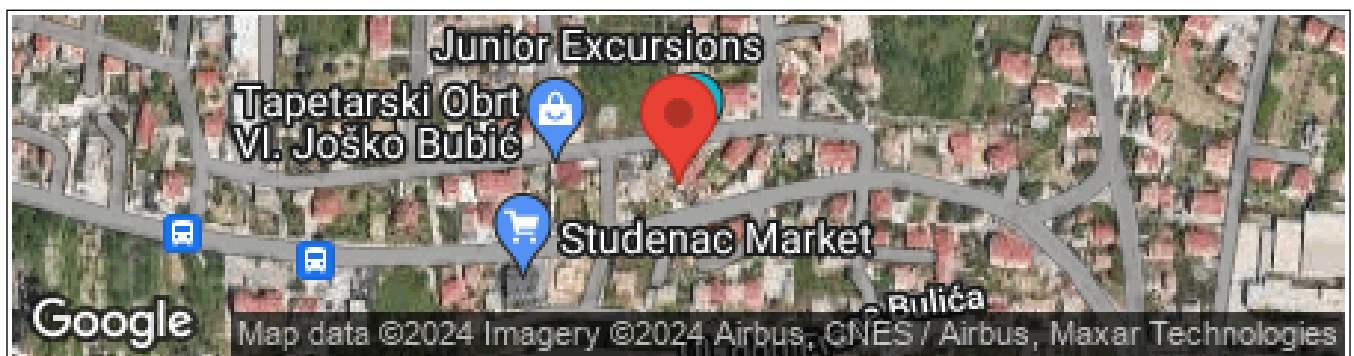 Junior Excursions
Tapetarski Obrt
Vl. Joško Bubić
Studenac Market
Bulića
Google
Map data ©2024 Imagery ©2024 Airbus, CNES / Airbus, Maxar Technologies